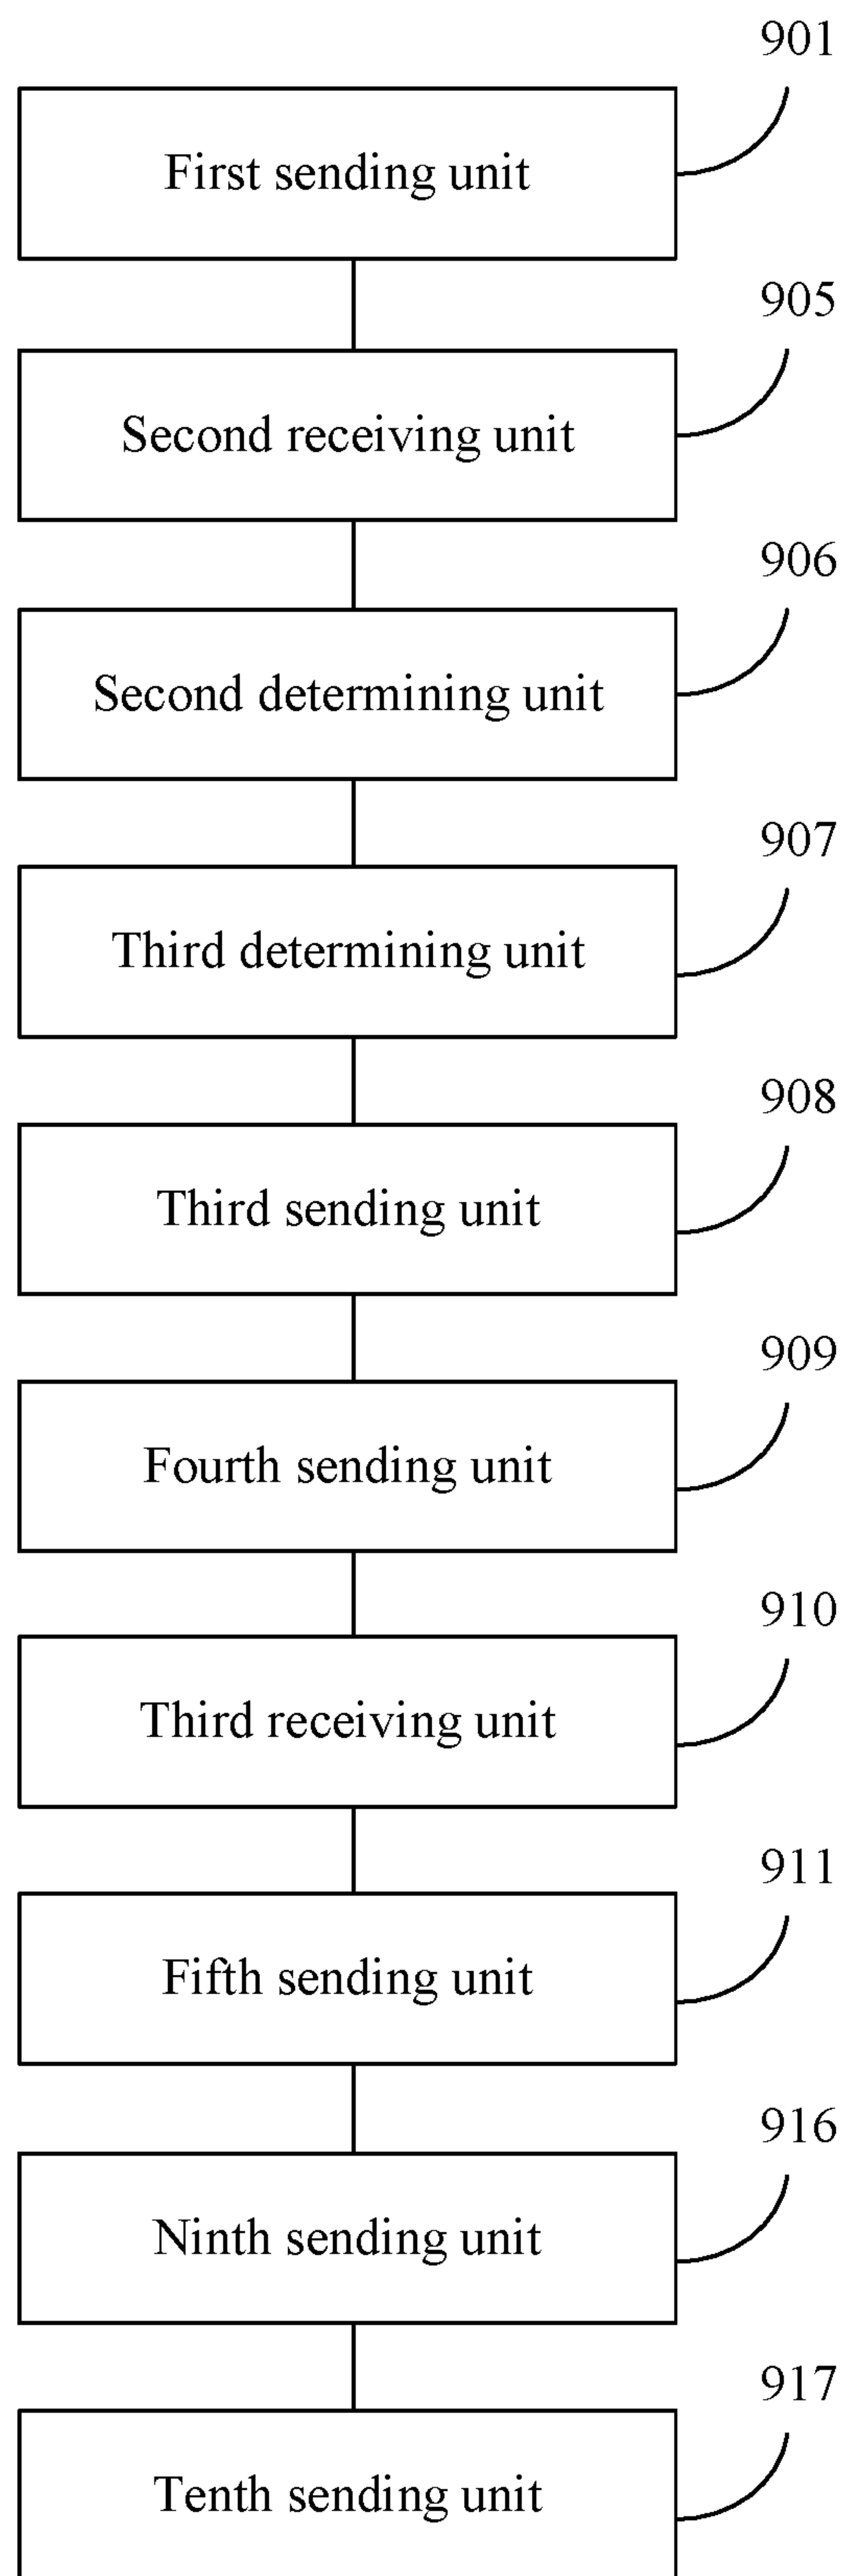 901
First sending unit
905
Second receiving unit
906
Second determining unit
907
Third determining unit
908
Third sending unit
909
Fourth sending unit
910
Third receiving unit
911
Fifth sending unit
916
Ninth sending unit
917
Tenth sending unit